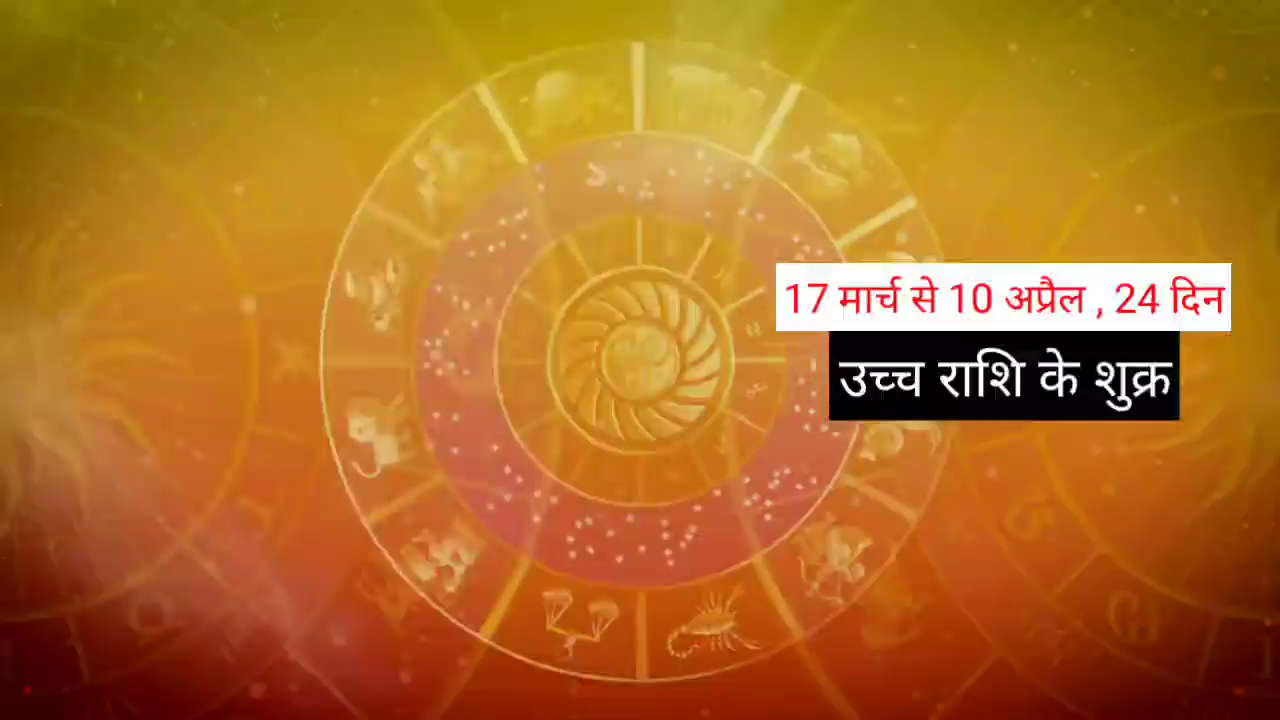 17 मार्च से 10 अप्रैल , 24 दिन
उच्च राशि के शुक्र